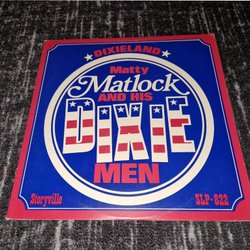 DIXIELAND
Matty
Matlock
AND HIS
DIXIE
MEN
Storyville
SLP-822